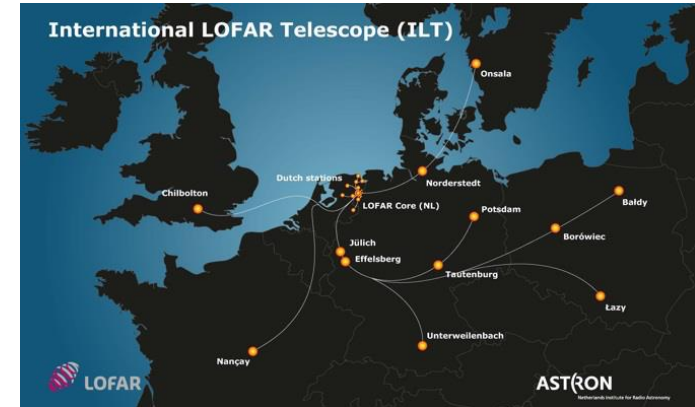 International LOFAR Telescope (ILT)
Onsala
Dutch stations
Norderstedt
Chilbolton
LOFAR Core (NL)
Potsdam
Bałdy
Borówiec
Jülich
Effelsberg
Tautenburg
Łazy
Unterweilenbach
Nançay
LOFAR
ASTRON
Netherlands Institute for Radio Astronomy